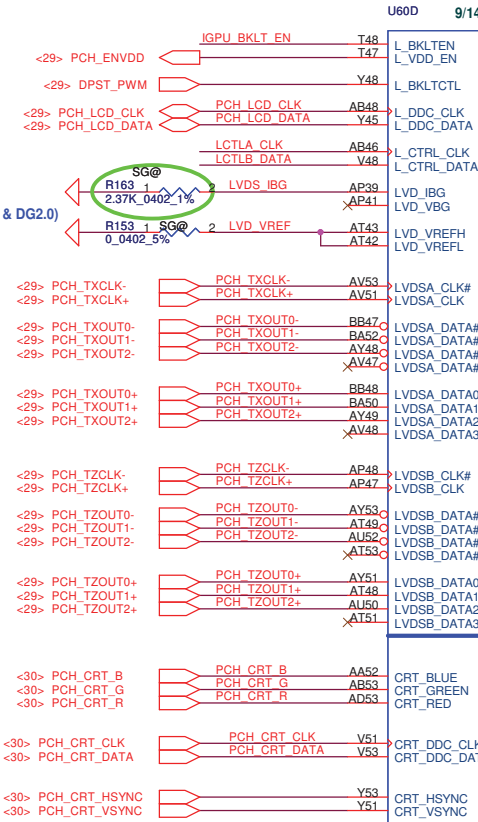 U60D 9/14
IGPU_BKLT_EN T48 L_BKLTEN
<29> PCH_ENVDD T47 L_VDD_EN
<29> DPST_PWM Y48 L_BKLTCTL
<29> PCH_LCD_CLK PCH_LCD_CLK AB48 L_DDC_CLK
<29> PCH_LCD_DATA PCH_LCD_DATA Y45 L_DDC_DATA
LCTLA_CLK AB46 L_CTRL_CLK
LCTLB_DATA V48 L_CTRL_DATA
SG@
R163 1 2 LVDS_IBG AP39 LVD_IBG
2.37K_0402_1% AP41 LVD_VBG
& DG2.0)
R153 1 SG@ 2 LVD_VREF AT43 LVD_VREFH
0_0402_5% AT42 LVD_VREFL
<29> PCH_TXCLK- PCH_TXCLK- AV53 LVDSA_CLK#
<29> PCH_TXCLK+ PCH_TXCLK+ AV51 LVDSA_CLK
<29> PCH_TXOUT0- PCH_TXOUT0- BB47 LVDSA_DATA#
<29> PCH_TXOUT1- PCH_TXOUT1- BA52 LVDSA_DATA#
<29> PCH_TXOUT2- PCH_TXOUT2- AY48 LVDSA_DATA#
AV47 LVDSA_DATA#
<29> PCH_TXOUT0+ PCH_TXOUT0+ BB48 LVDSA_DATA0
<29> PCH_TXOUT1+ PCH_TXOUT1+ BA50 LVDSA_DATA1
<29> PCH_TXOUT2+ PCH_TXOUT2+ AY49 LVDSA_DATA2
AV48 LVDSA_DATA3
<29> PCH_TZCLK- PCH_TZCLK- AP48 LVDSB_CLK#
<29> PCH_TZCLK+ PCH_TZCLK+ AP47 LVDSB_CLK
<29> PCH_TZOUT0- PCH_TZOUT0- AY53 LVDSB_DATA#
<29> PCH_TZOUT1- PCH_TZOUT1- AT49 LVDSB_DATA#
<29> PCH_TZOUT2- PCH_TZOUT2- AU52 LVDSB_DATA#
AT53 LVDSB_DATA#
<29> PCH_TZOUT0+ PCH_TZOUT0+ AY51 LVDSB_DATA0
<29> PCH_TZOUT1+ PCH_TZOUT1+ AT48 LVDSB_DATA1
<29> PCH_TZOUT2+ PCH_TZOUT2+ AU50 LVDSB_DATA2
AT51 LVDSB_DATA3
<30> PCH_CRT_B PCH_CRT_B AA52 CRT_BLUE
<30> PCH_CRT_G PCH_CRT_G AB53 CRT_GREEN
<30> PCH_CRT_R PCH_CRT_R AD53 CRT_RED
<30> PCH_CRT_CLK PCH_CRT_CLK V51 CRT_DDC_CL
<30> PCH_CRT_DATA PCH_CRT_DATA V53 CRT_DDC_DAT
<30> PCH_CRT_HSYNC Y53 CRT_HSYNC
<30> PCH_CRT_VSYNC Y51 CRT_VSYNC